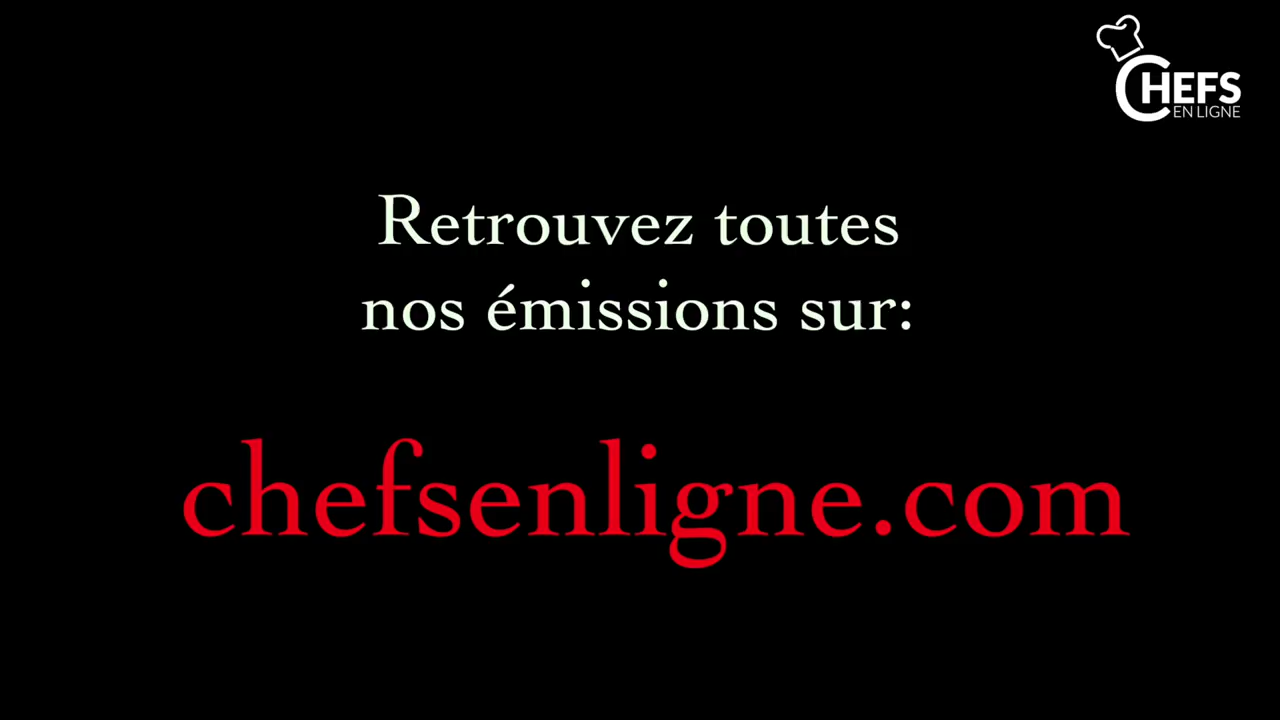 CHEFS
EN LIGNE
Retrouvez toutes
nos émissions sur:
chefsenligne.com